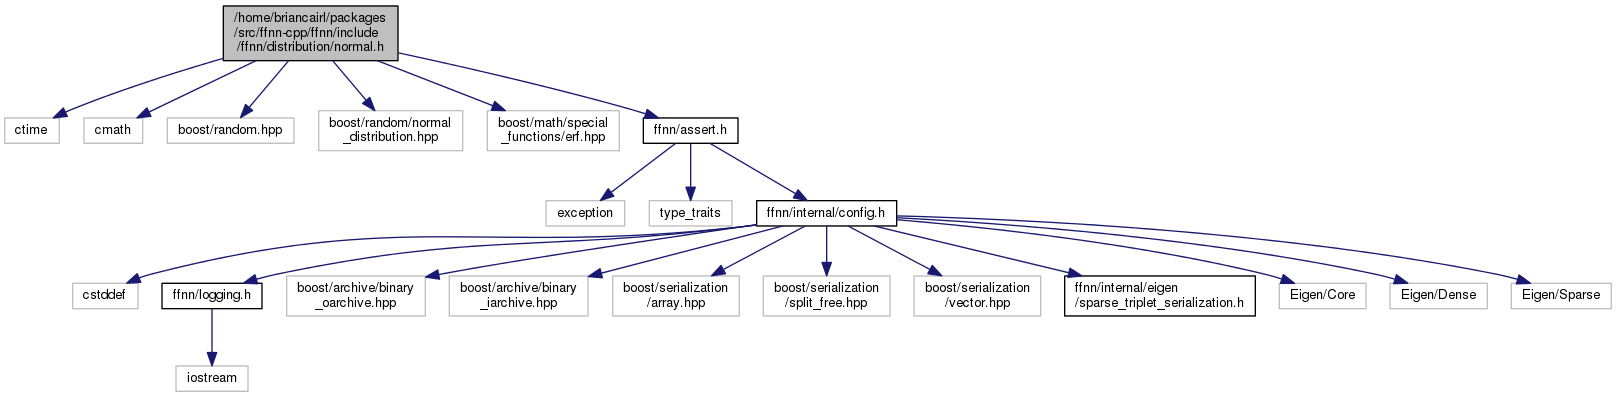 /home/briancairl/packages
/src/ffnn-cpp/ffnn/include
/ffnn/distribution/normal.h
ctime
cmath
boost/random.hpp
boost/random/normal
_distribution.hpp
boost/math/special
_functions/erf.hpp
ffnn/assert.h
exception
type_traits
ffnn/internal/config.h
cstddef
ffnn/logging.h
boost/archive/binary
_oarchive.hpp
boost/archive/binary
_iarchive.hpp
boost/serialization
/array.hpp
boost/serialization
/split_free.hpp
boost/serialization
/vector.hpp
ffnn/internal/eigen
/sparse_triplet_serialization.h
Eigen/Core
Eigen/Dense
Eigen/Sparse
iostream